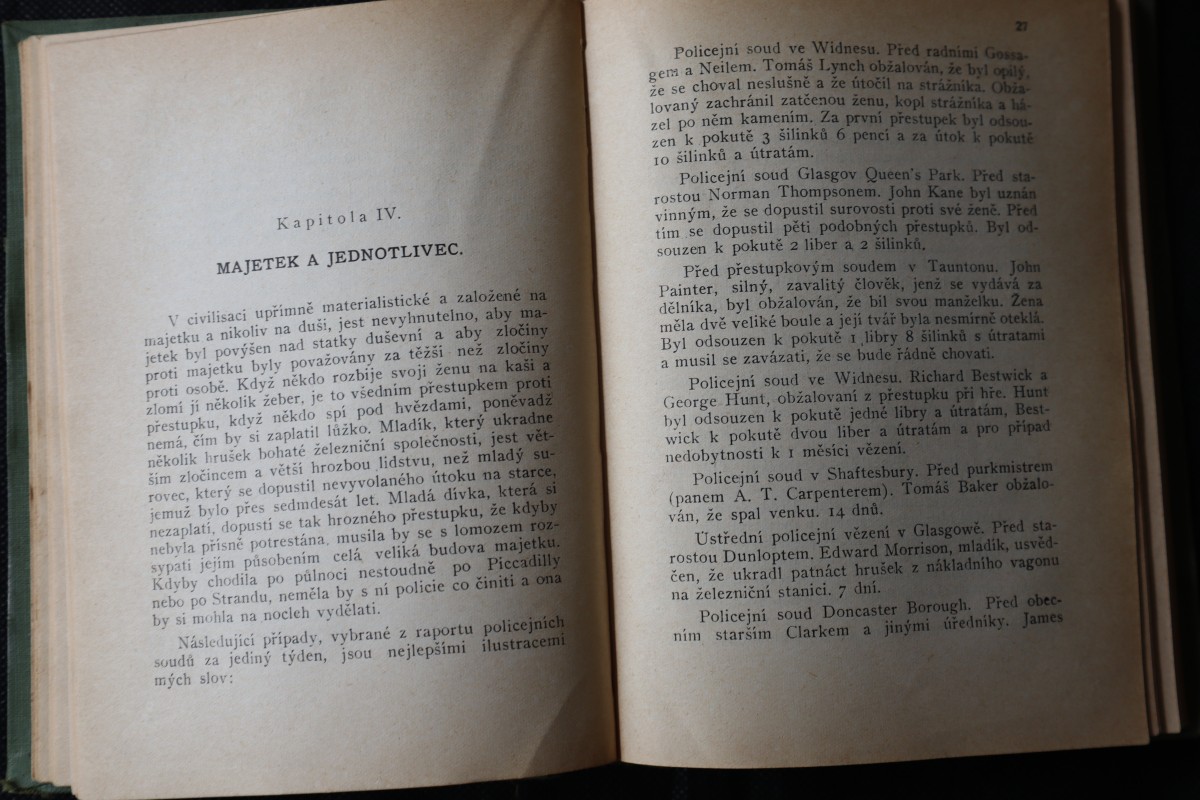 Kapitola IV.
MAJETEK A JEDNOTLIVEC.
V civilisaci upřímně materialistické a založené na
majetku a nikoliv na duši, jest nevyhnutelno, aby ma-
jetek byl povýšen nad statky duševní a aby zločiny
proti majetku byly považovány za těžší než zločiny
proti osobě. Když někdo rozbije svoji ženu na kaši a
zlomí jí několik žeber, je to všedním přestupkem proti
přestupku, když někdo spí pod hvězdami, poněvadž
nemá, čím by si zaplatil lůžko. Mladík, který ukradne
několik hrušek bohaté železniční společnosti, jest vět-
ším zločincem a větší hrozbou lidstvu, než mladý su-
rovec, který se dopustil nevyvolaného útoku na starce,
jemuž bylo přes sedmdesát let. Mladá dívka, která si
nezaplatí, dopustí se tak hrozného přestupku, že kdyby
nebyla přísně potrestána, musila by se s lomozem roz-
sypati jejím působením celá veliká budova majetku.
Kdyby chodila po půlnoci nestoudně po Piccadilly
nebo po Strandu, neměla by s ní policie co činiti a ona
by si mohla na nocleh vydělati.
Následující případy, vybrané z raportu policejních
soudů za jediný týden, jsou nejlepšími ilustracemi
mých slov:
27
Policejní soud ve Widnesu. Před radními Gossa-
gem a Neilem. Tomáš Lynch obžalován, že byl opilý,
že se choval neslušně a že útočil na strážníka. Obža-
lovaný zachránil zatčenou ženu, kopl strážníka a há-
zel po něm kamením. Za první přestupek byl odsou-
zen k pokutě 3 šilinků 6 pencí a za útok k pokutě
10 šilinků a útratám.
Policejní soud Glasgov Queen's Park. Před sta-
rostou Norman Thompsonem. John Kane byl uznán
vinným, že se dopustil surovosti proti své ženě. Před
tím se dopustil pěti podobných přestupků. Byl od-
souzen k pokutě 2 liber a 2 šilinků.
Před přestupkovým soudem v Tauntonu. John
Painter, silný, zavalitý člověk, jenž se vydává za
dělníka, byl obžalován, že bil svou manželku. Žena
měla dvě veliké boule a její tvář byla nesmírně oteklá.
Byl odsouzen k pokutě 1 libry 8 šilinků s útratami
a musil se zavázati, že se bude řádně chovati.
Policejní soud ve Widnesu. Richard Bestwick a
George Hunt, obžalovaní z přestupku při hře. Hunt
byl odsouzen k pokutě jedné libry a útratám, Best-
wick k pokutě dvou liber a útratám a pro případ
nedobytnosti k 1 měsíci vězení.
Policejní soud v Shaftesbury. Před purkmistrem
(panem A. T. Carpenterem). Tomáš Baker obžalo-
ván, že spal venku. 14 dnů.
Ústřední policejní vězení v Glasgowě. Před sta-
rostou Dunloptem. Edward Morrison, mladík, usvěd-
čen, že ukradl patnáct hrušek z nákladního vagonu
na železniční stanici. 7 dní.
Policejní soud Doncaster Borough. Před obec-
ním starším Clarkem a jinými úředníky. James